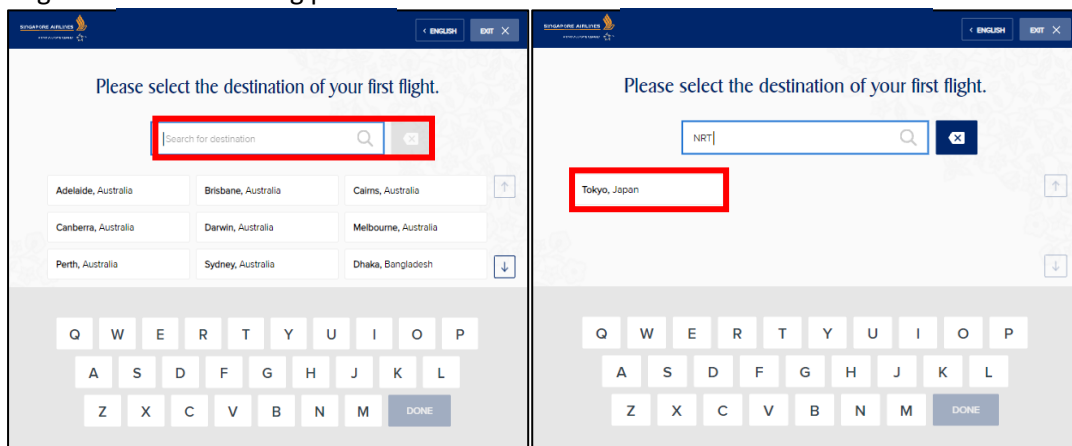 SINGAPORE AIRLINES
< ENGLISH
EXIT X
Please select the destination of your first flight.
Search for destination
Adelaide, Australia
Brisbane, Australia
Cairns, Australia
Canberra, Australia
Darwin, Australia
Melbourne, Australia
Perth, Australia
Sydney, Australia
Dhaka, Bangladesh
Q W E R T Y U I O P
A S D F G H J K L
Z X C V B N M DONE
SINGAPORE AIRLINES
< ENGLISH
EXIT X
Please select the destination of your first flight.
NRT
Tokyo, Japan
Q W E R T Y U I O P
A S D F G H J K L
Z X C V B N M DONE